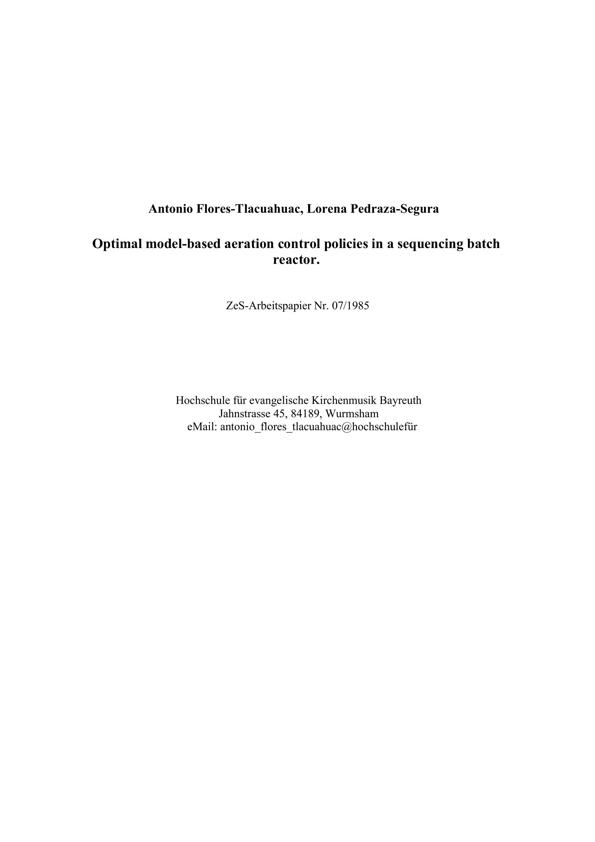 Antonio Flores-Tlacuahuac, Lorena Pedraza-Segura
Optimal model-based aeration control policies in a sequencing batch
reactor.
ZeS-Arbeitspapier Nr. 07/1985
Hochschule für evangelische Kirchenmusik Bayreuth
Jahnstrasse 45, 84189, Wurmsham
eMail: antonio_flores_tlacuahuac@hochschulefür